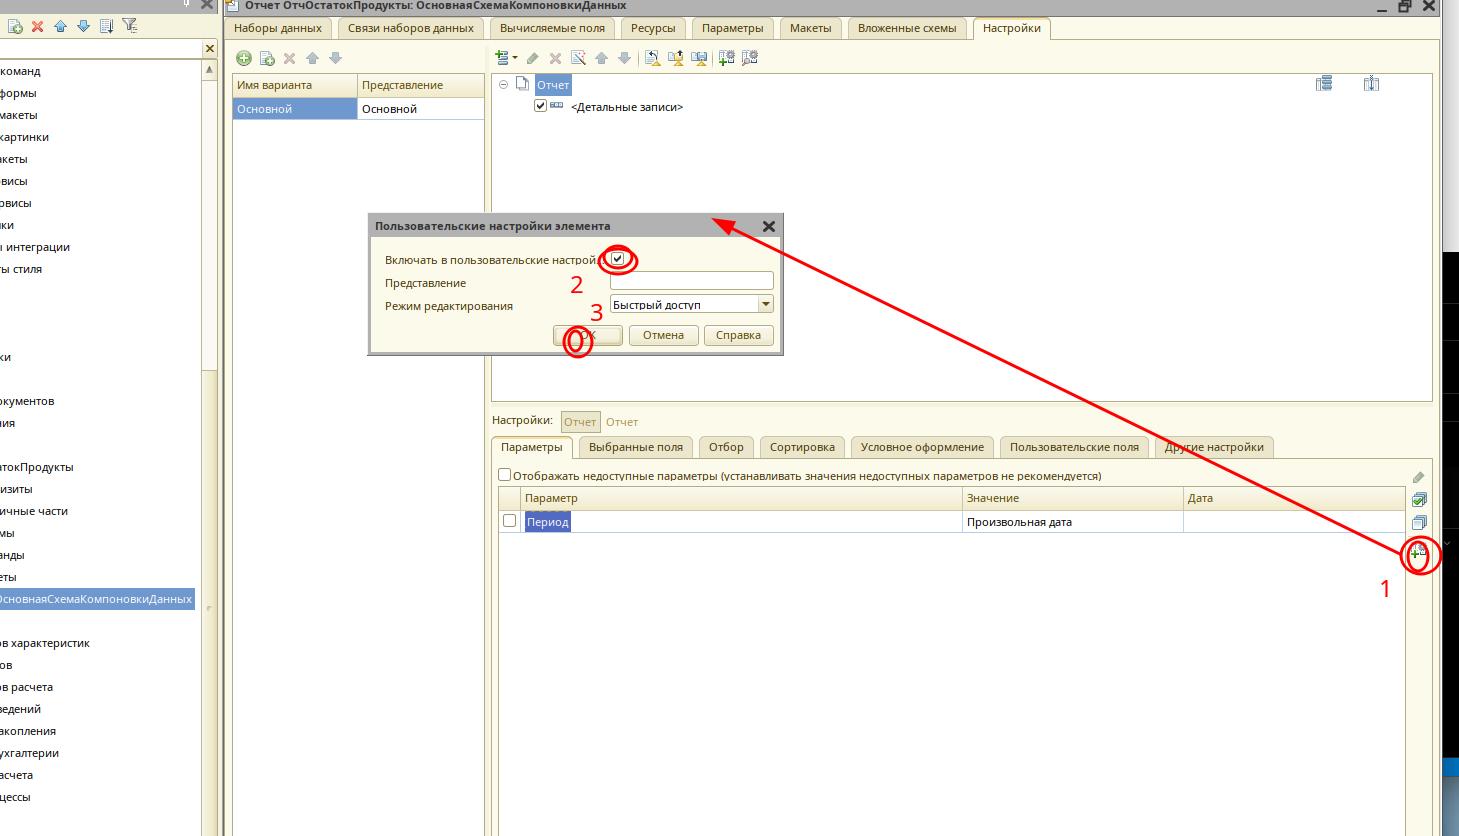 Отчет ОтчОстатокПродукты: ОсновнаяСхемаКомпоновкиДанных
Наборы данных Связи наборов данных Вычисляемые поля Ресурсы Параметры Макеты Вложенные схемы Настройки
команд
формы
макеты
картинки
акеты
висы
рвисы
ки
ы интеграции
ты стиля
ки
окументов
ния
татокПродукты
изиты
ичные части
мы
анды
еты
ОсновнаяСхемаКомпоновкиДанных
ов характеристик
ов
ов расчета
ведений
акопления
ухгалтерии
асчета
цессы
Имя варианта Представление
Основной Основной
Отчет
<Детальные записи>
Пользовательские настройки элемента
Включать в пользовательские настрой...
Представление
2
Режим редактирования Быстрый доступ
3
ОК Отмена Справка
Настройки: Отчет Отчет
Параметры Выбранные поля Отбор Сортировка Условное оформление Пользовательские поля Другие настройки
Отображать недоступные параметры (устанавливать значения недоступных параметров не рекомендуется)
Параметр Значение Дата
Период Произвольная дата
1